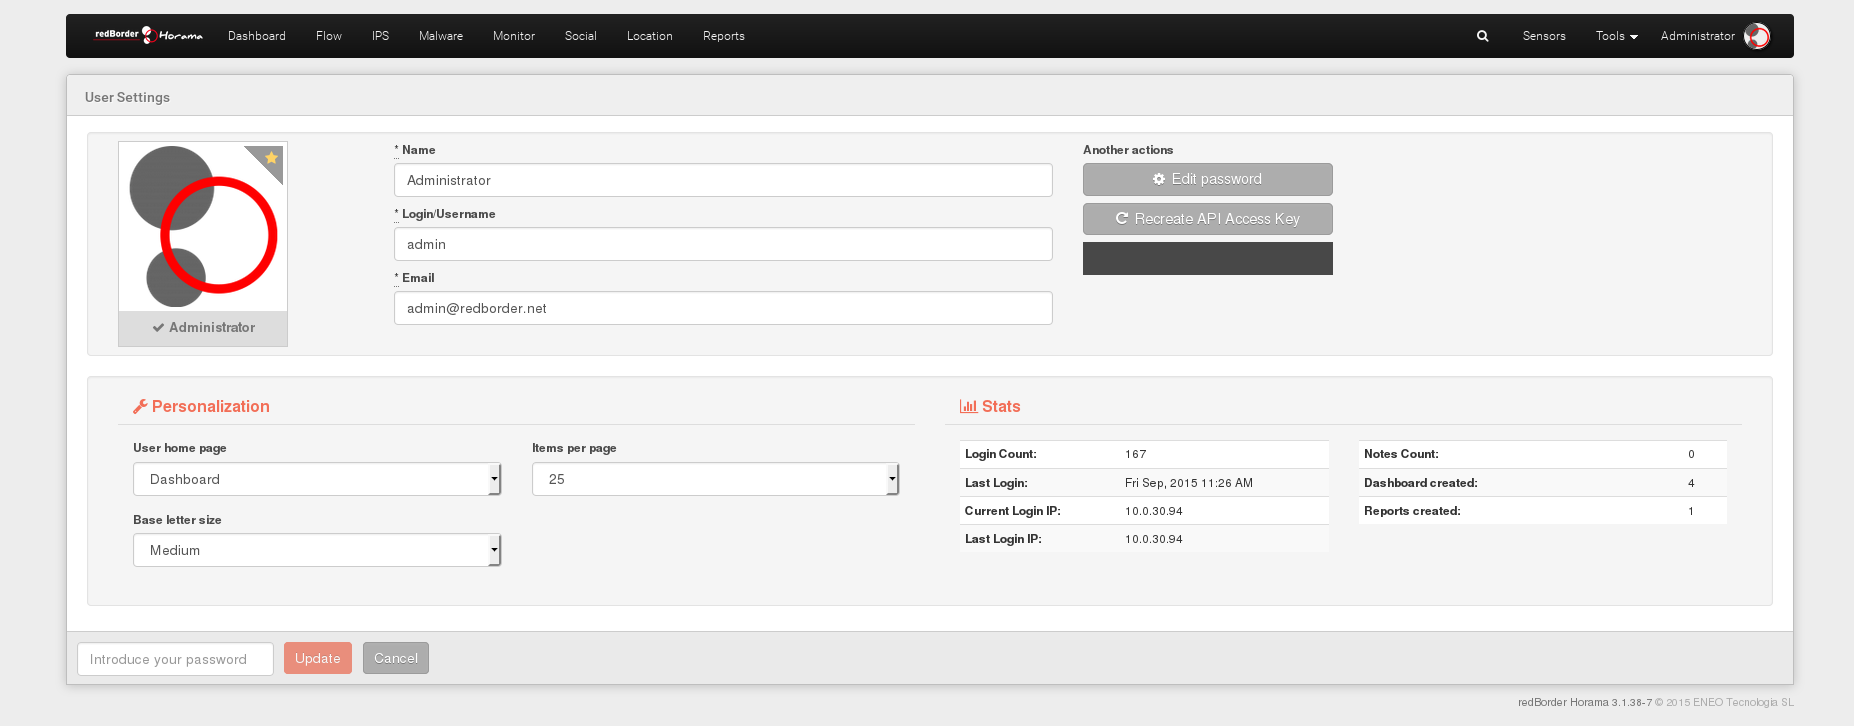 redBorder Horama Dashboard Flow IPS Malware Monitor Social Location Reports Sensors Tools Administrator
User Settings
* Name
Administrator
* Login/Username
admin
* Email
admin@redborder.net
Another actions
Edit password
Recreate API Access Key
Administrator
Personalization
User home page
Dashboard
Items per page
25
Base letter size
Medium
Stats
Login Count: 167
Last Login: Fri Sep, 2015 11:26 AM
Current Login IP: 10.0.30.94
Last Login IP: 10.0.30.94
Notes Count: 0
Dashboard created: 4
Reports created: 1
Introduce your password Update Cancel
redBorder Horama 3.1.38-7 © 2015 ENEO Tecnologia SL